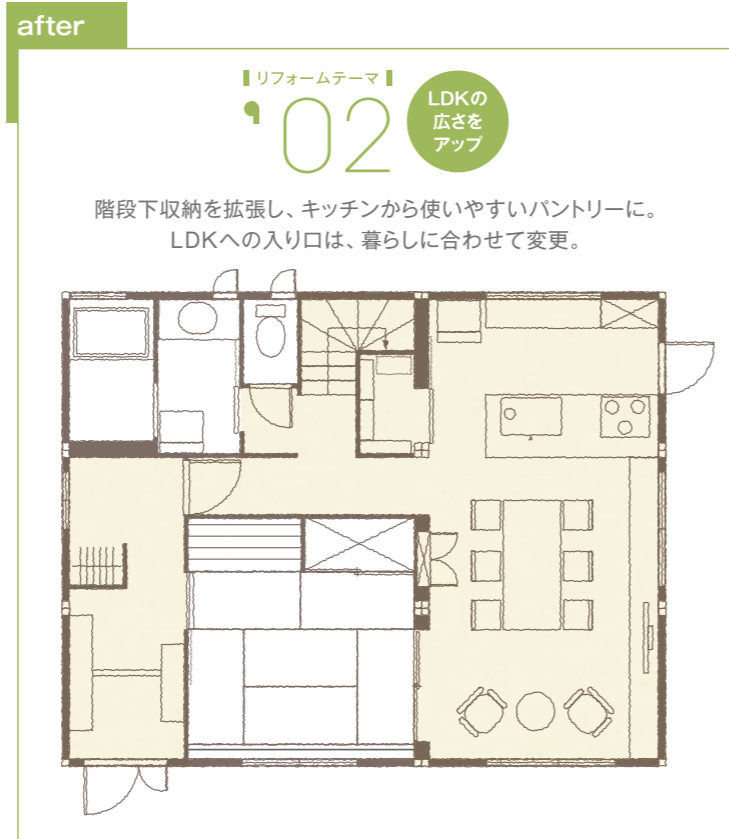 after
リフォームテーマ
'02
LDKの
広さを
アップ
階段下収納を拡張し、キッチンから使いやすいパントリーに。
LDKへの入り口は、暮らしに合わせて変更。